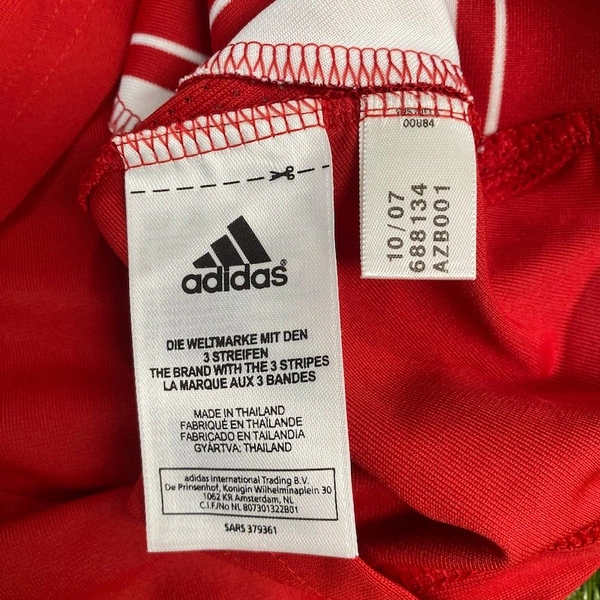 adidas®
DIE WELTMARKE MIT DEN
3 STREIFEN
THE BRAND WITH THE 3 STRIPES
LA MARQUE AUX 3 BANDES
MADE IN THAILAND
FABRIQUÉ EN THAÏLANDE
FABRICADO EN TAILANDIA
GYÁRTVA: THAILAND
adidas International Trading B.V.
De Prinsenhof, Konigin Wilhelminaplein 30
1062 KR Amsterdam, NL
C.I.F/No NL 807301322B01
SARS 379361
00884
10/07
688134
AZB001